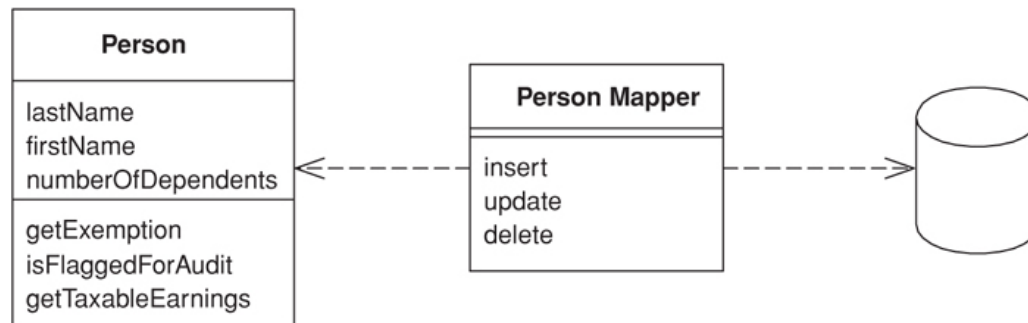 Person
lastName
firstName
numberOfDependents
getExemption
isFlaggedForAudit
getTaxableEarnings
Person Mapper
insert
update
delete